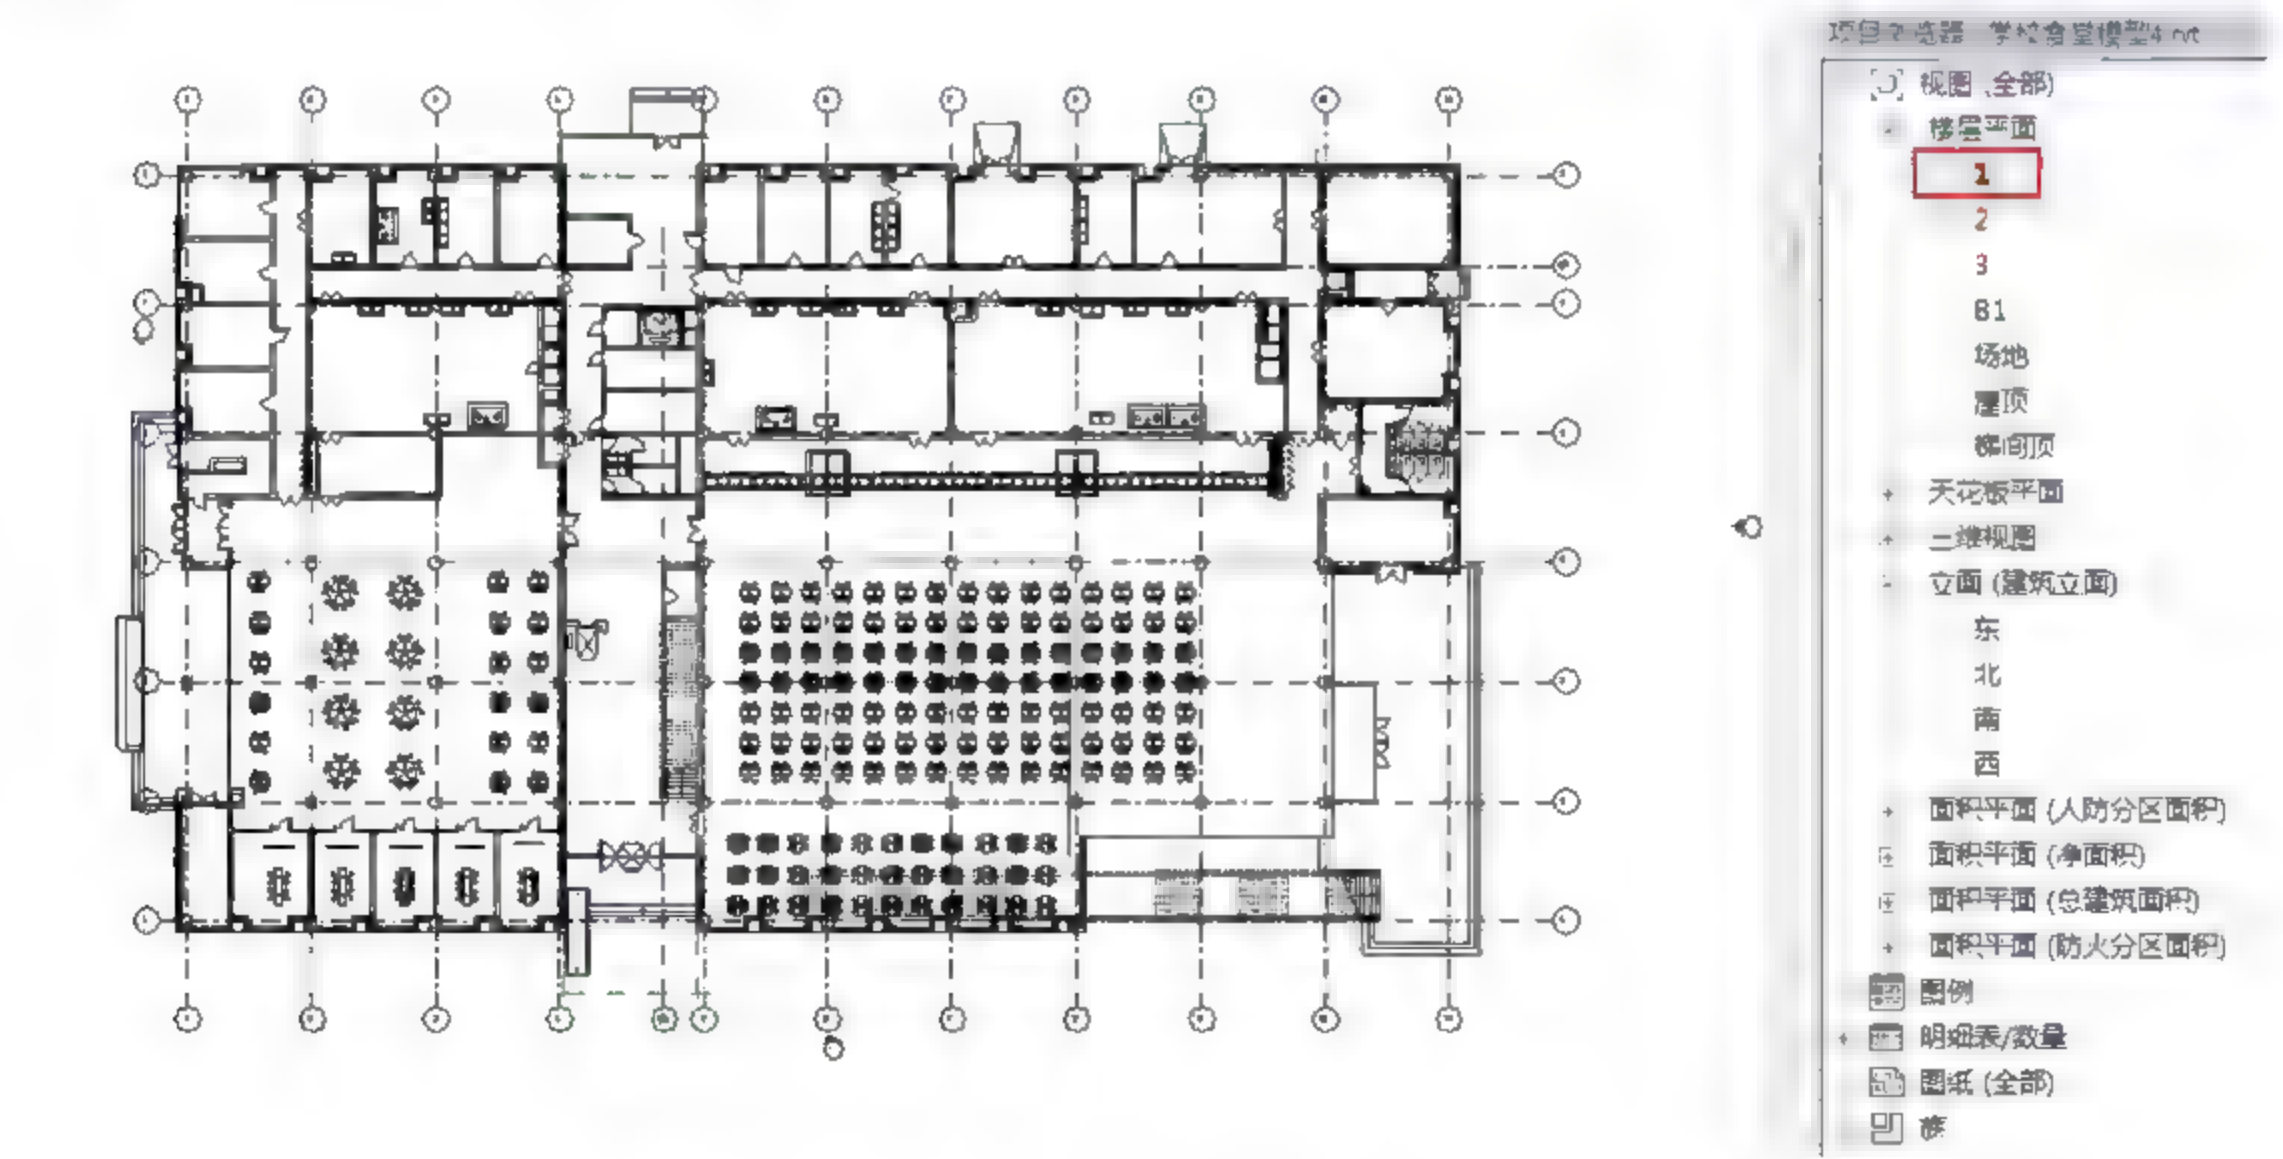 项目浏览器 - 学校食堂模型4.rvt
视图 (全部)
楼层平面
1
2
3
B1
场地
屋顶
梯间顶
天花板平面
三维视图
立面 (建筑立面)
东
北
南
西
面积平面 (人防分区面积)
面积平面 (净面积)
面积平面 (总建筑面积)
面积平面 (防火分区面积)
图例
明细表/数量
图纸 (全部)
族